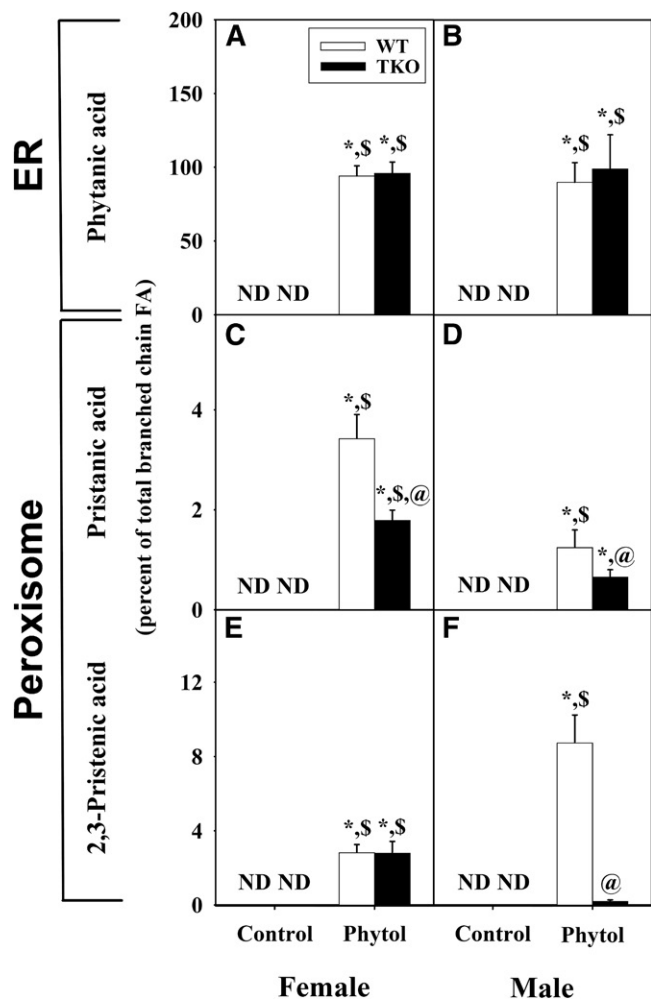 ER
Phytanic acid
Peroxisome
Pristanic acid
2,3-Pristenic acid
(percent of total branched chain FA)
200
150
100
50
0
A
WT
TKO
*,$ *,$
ND ND
B
*,$ *,$
ND ND
4
2
0
C
*,$
*,$,@
ND ND
D
*,$
*,@
ND ND
12
8
4
0
E
*,$ *,$
ND ND
F
*,$
@
ND ND
Control Phytol Control Phytol
Female Male